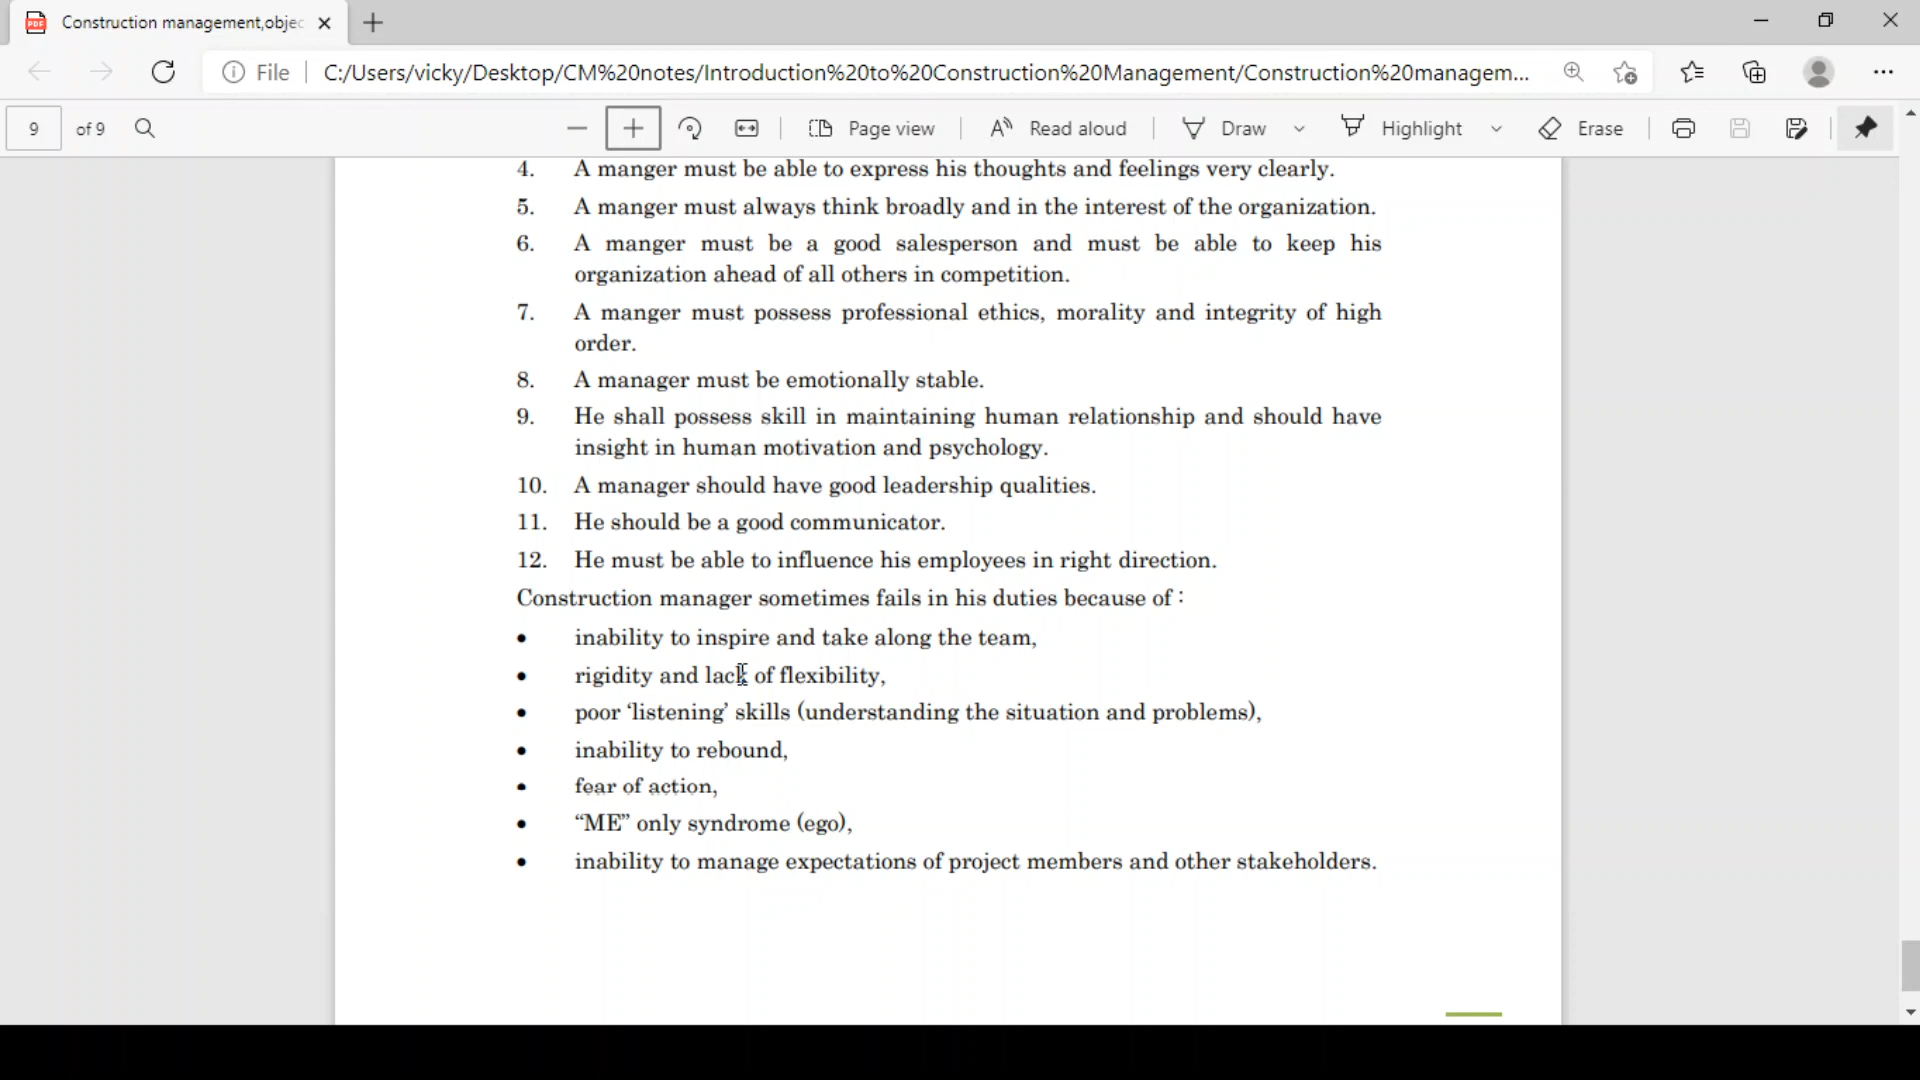 Construction management,objec
File
C:/Users/vicky/Desktop/CM%20notes/Introduction%20to%20Construction%20Management/Construction%20managem...
9 of 9
Page view
Read aloud
Draw
Highlight
Erase
4. A manger must be able to express his thoughts and feelings very clearly.
5. A manger must always think broadly and in the interest of the organization.
6. A manger must be a good salesperson and must be able to keep his
organization ahead of all others in competition.
7. A manger must possess professional ethics, morality and integrity of high
order.
8. A manager must be emotionally stable.
9. He shall possess skill in maintaining human relationship and should have
insight in human motivation and psychology.
10. A manager should have good leadership qualities.
11. He should be a good communicator.
12. He must be able to influence his employees in right direction.
Construction manager sometimes fails in his duties because of :
• inability to inspire and take along the team,
• rigidity and lack of flexibility,
• poor ‘listening’ skills (understanding the situation and problems),
• inability to rebound,
• fear of action,
• “ME” only syndrome (ego),
• inability to manage expectations of project members and other stakeholders.